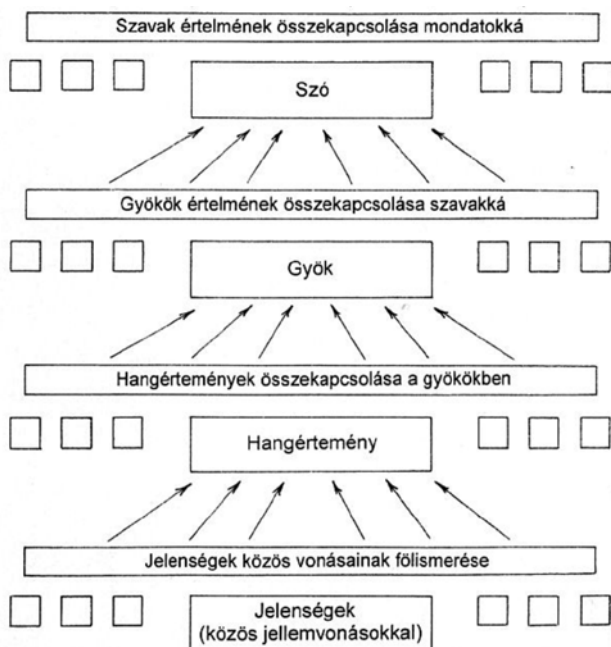 Szavak értelmének összekapcsolása mondatokká
Szó
Gyökök értelmének összekapcsolása szavakká
Gyök
Hangértemények összekapcsolása a gyökökben
Hangértemény
Jelenségek közös vonásainak fölismerése
Jelenségek
(közös jellemvonásokkal)